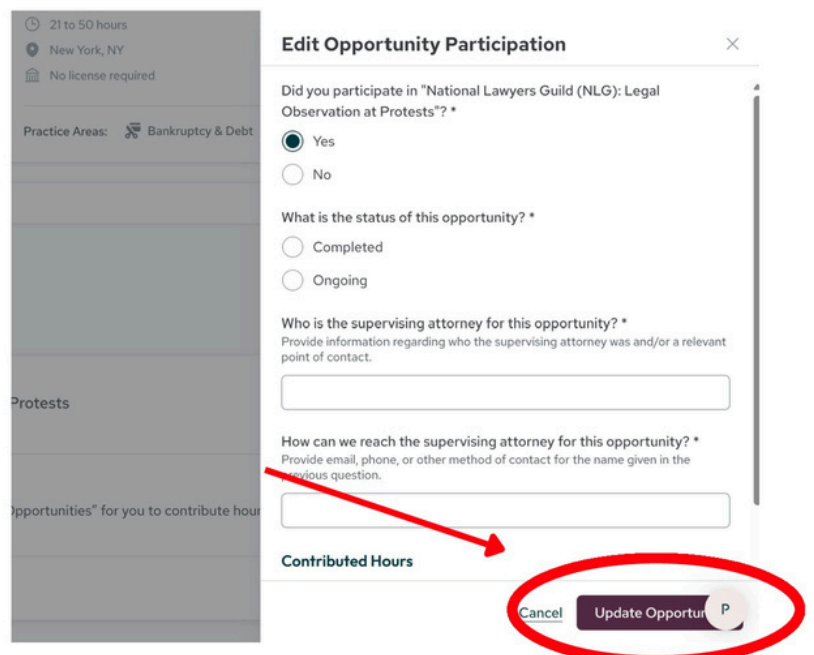 21 to 50 hours
New York, NY
No license required
Practice Areas: Bankruptcy & Debt
Protests
Opportunities” for you to contribute hour
Edit Opportunity Participation
Did you participate in "National Lawyers Guild (NLG): Legal
Observation at Protests"? *
Yes
No
What is the status of this opportunity? *
Completed
Ongoing
Who is the supervising attorney for this opportunity? *
Provide information regarding who the supervising attorney was and/or a relevant
point of contact.
How can we reach the supervising attorney for this opportunity? *
Provide email, phone, or other method of contact for the name given in the
previous question.
Contributed Hours
Cancel
Update Opportun
P